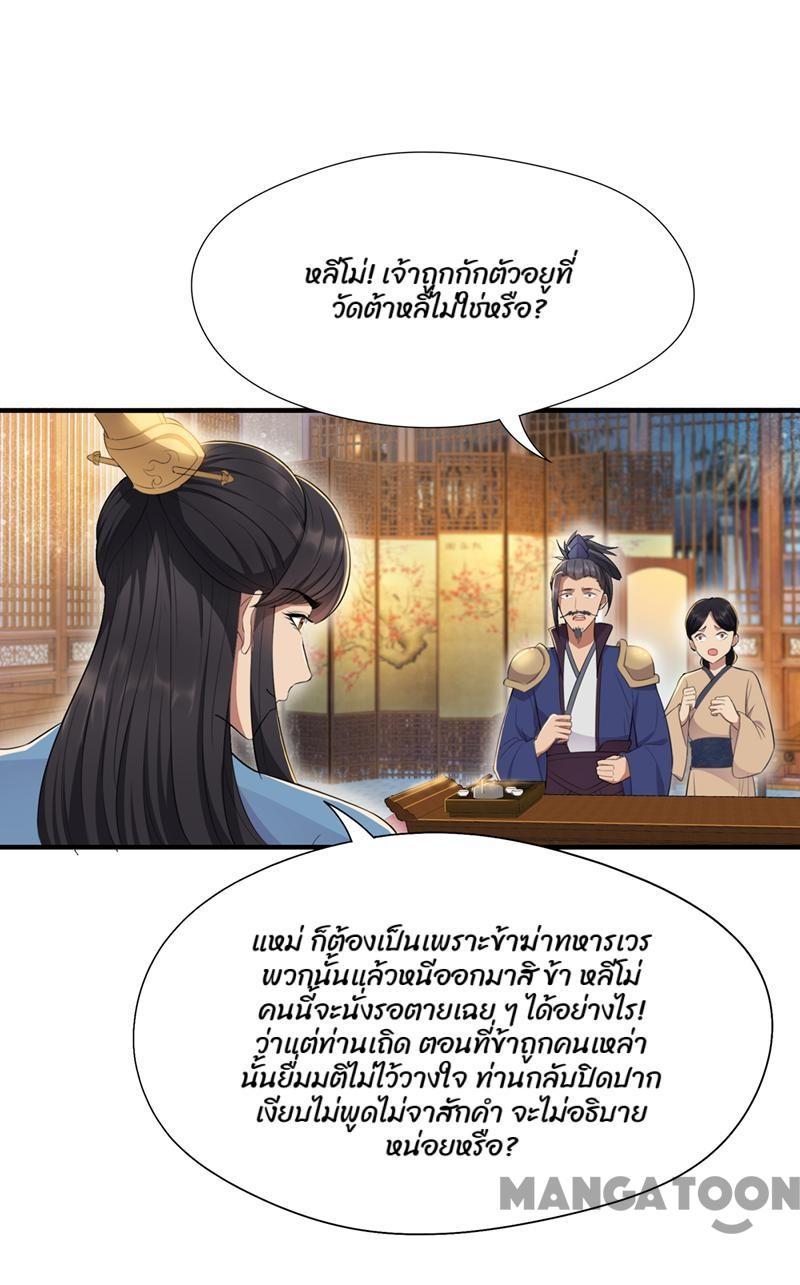 หลีโม่! เจ้าถูกกักตัวอยู่ที่
วัดต้าหลี่ไม่ใช่หรือ?
แหม่ ก็ต้องเป็นเพราะข้าฆ่าทหารเวร
พวกนั้นแล้วหนีออกมาสิ ข้า หลีโม่
คนนี้จะนั่งรอตายเฉย ๆ ได้อย่างไร!
ว่าแต่ท่านเถิด ตอนที่ข้าถูกคนเหล่า
นั้นยื่มมติไม่ไว้วางใจ ท่านกลับปิดปาก
เงียบไม่พูดไม่จาสักคำ จะไม่อธิบาย
หน่อยหรือ?
MANGATOON